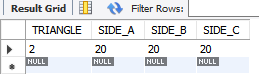 Result Grid Filter Rows:
TRIANGLE SIDE_A SIDE_B SIDE_C
2 20 20 20
NULL NULL NULL NULL